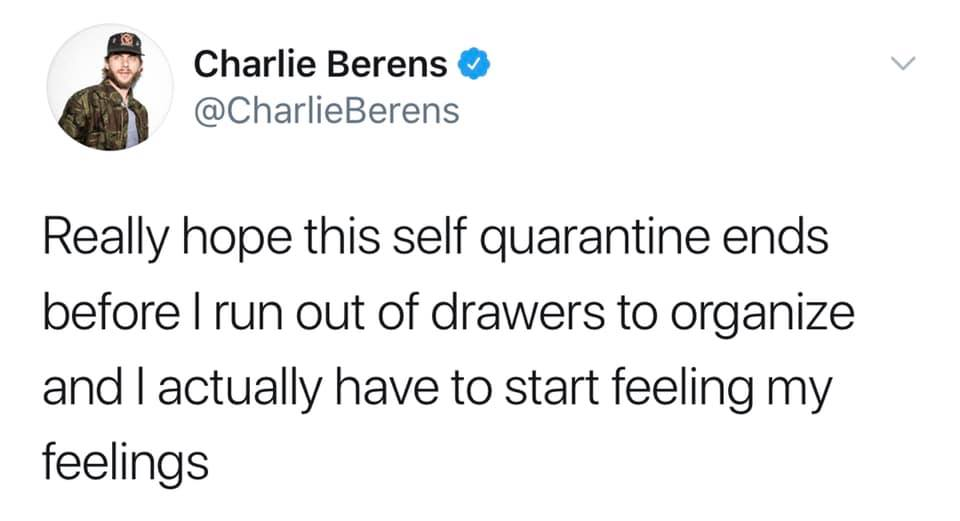 Charlie Berens
@CharlieBerens
Really hope this self quarantine ends
before I run out of drawers to organize
and I actually have to start feeling my
feelings